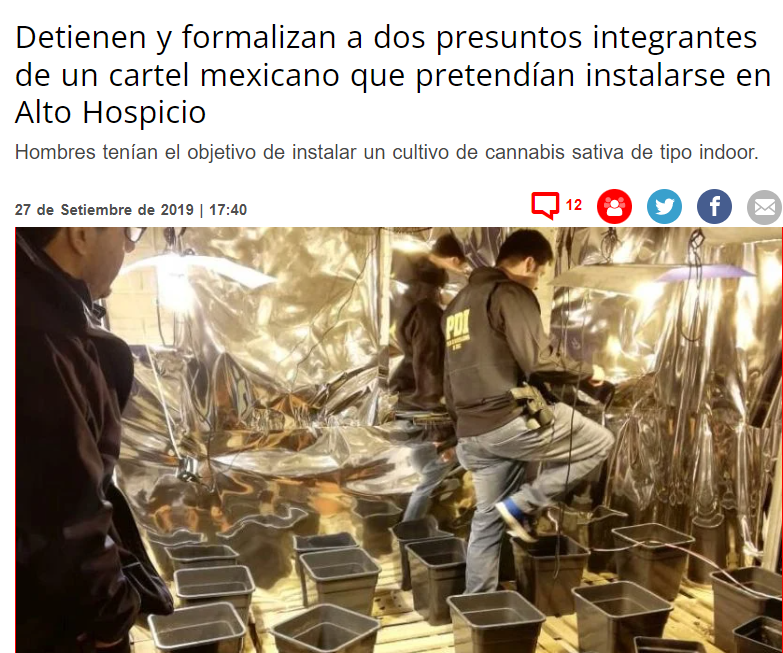 Detienen y formalizan a dos presuntos integrantes
de un cartel mexicano que pretendían instalarse en
Alto Hospicio
Hombres tenían el objetivo de instalar un cultivo de cannabis sativa de tipo indoor.
27 de Setiembre de 2019 | 17:40
12
PDI